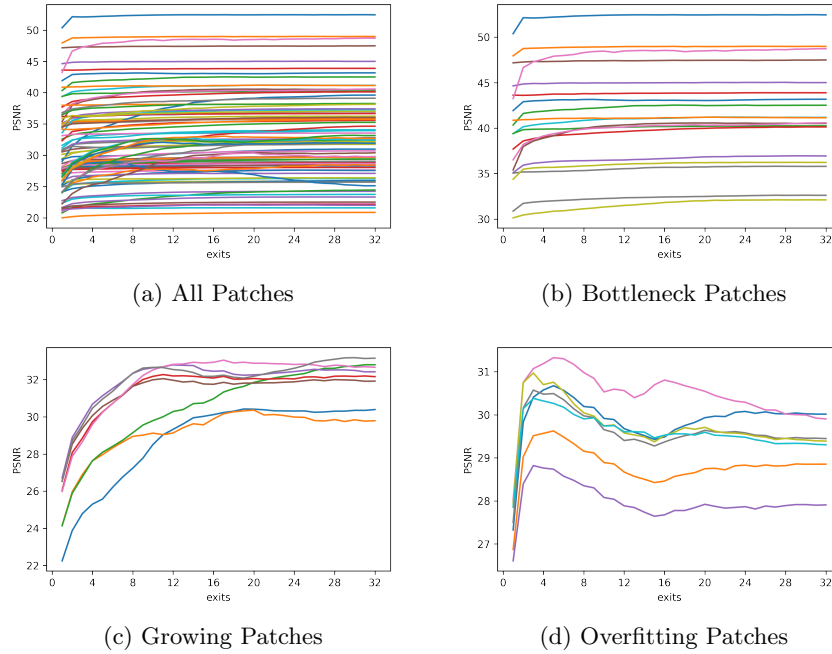 50
45
40
35
30
25
20
PSNR
0 4 8 12 16 20 24 28 32
exits
(a) All Patches
50
45
40
35
30
PSNR
0 4 8 12 16 20 24 28 32
exits
(b) Bottleneck Patches
32
30
28
26
24
22
PSNR
0 4 8 12 16 20 24 28 32
exits
(c) Growing Patches
31
30
29
28
27
PSNR
0 4 8 12 16 20 24 28 32
exits
(d) Overfitting Patches